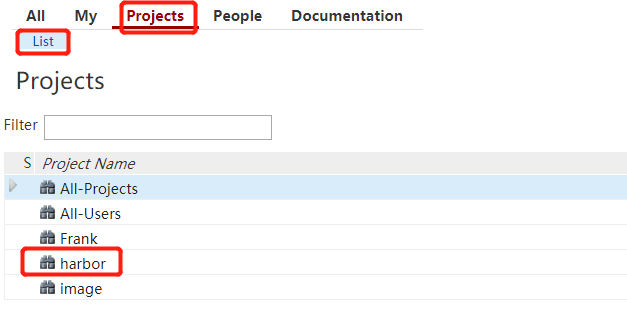 All My Projects People Documentation
List
Projects
Filter
S Project Name
All-Projects
All-Users
Frank
harbor
image